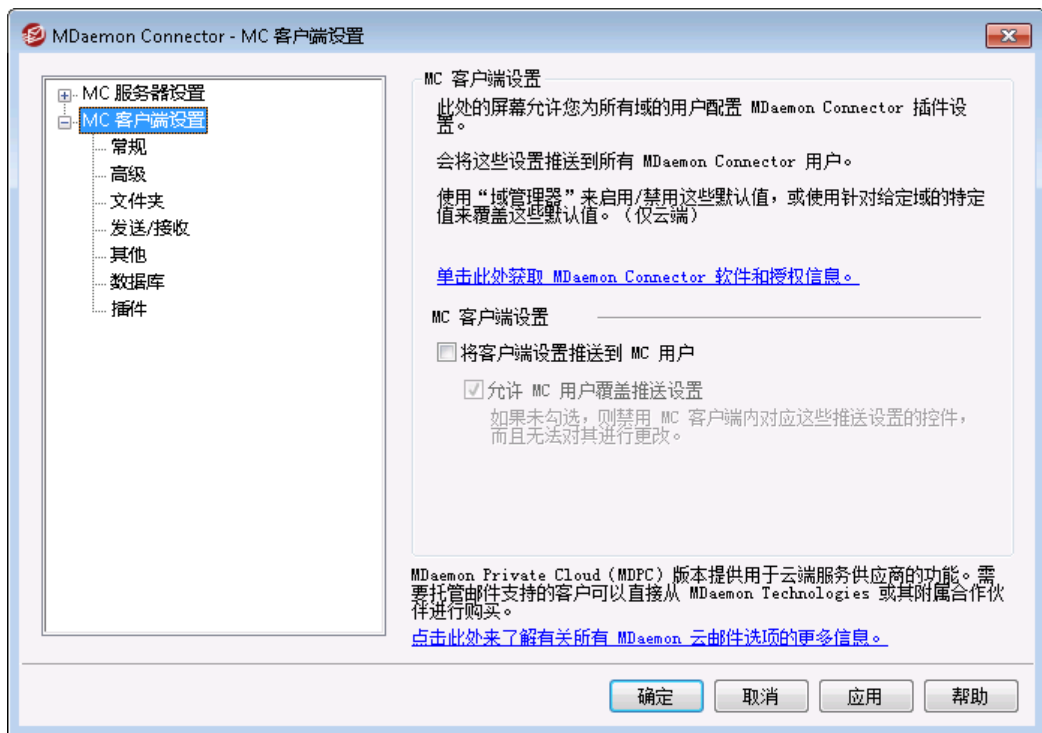 MDaemon Connector - MC 客户端设置
MC 服务器设置
MC 客户端设置
常规
高级
文件夹
发送/接收
其他
数据库
插件
MC 客户端设置
此处的屏幕允许您为所有域的用户配置 MDaemon Connector 插件设
置。
会将这些设置推送到所有 MDaemon Connector 用户。
使用“域管理器”来启用/禁用这些默认值，或使用针对给定域的特定
值来覆盖这些默认值。（仅云端）
单击此处获取 MDaemon Connector 软件和授权信息。
MC 客户端设置
将客户端设置推送到 MC 用户
允许 MC 用户覆盖推送设置
如果未勾选，则禁用 MC 客户端内对应这些推送设置的控件，
而且无法对其进行更改。
MDaemon Private Cloud (MDPC) 版本提供用于云端服务供应商的功能。需
要托管邮件支持的客户可以直接从 MDaemon Technologies 或其附属合作伙
伴进行购买。
点击此处来了解有关所有 MDaemon 云邮件选项的更多信息。
确定
取消
应用
帮助